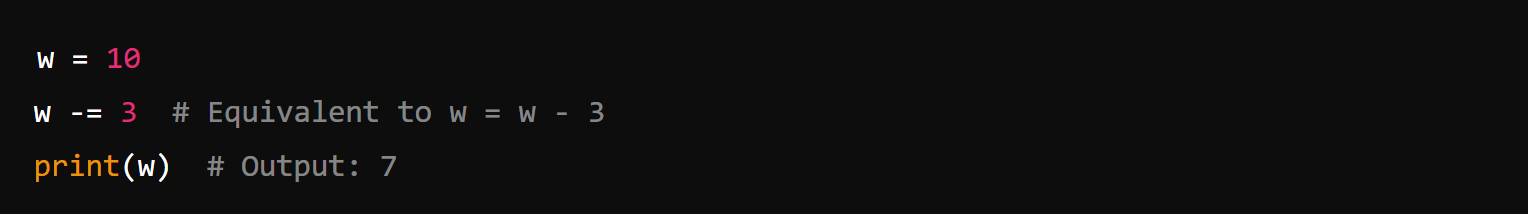 w = 10
w -= 3  # Equivalent to w = w - 3
print(w)  # Output: 7